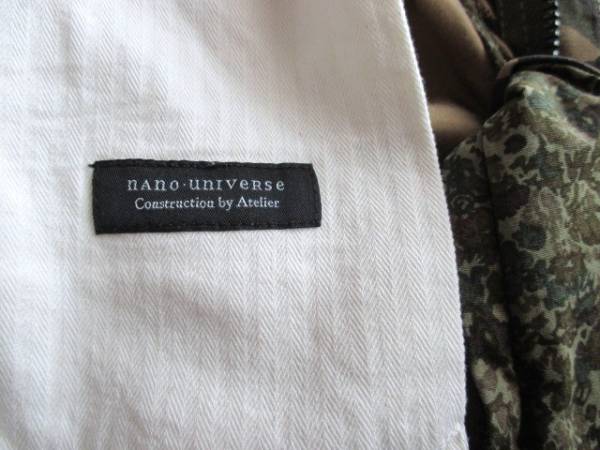 nano·universe
Construction by Atelier